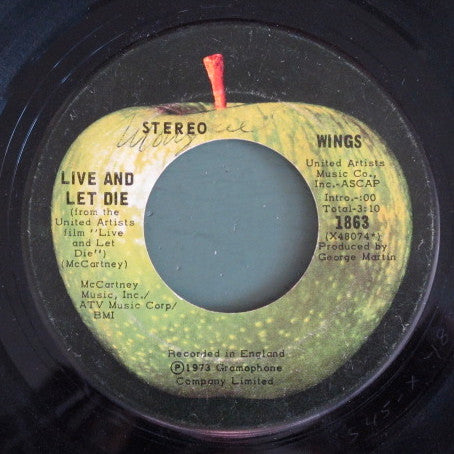 STEREO
WINGS
LIVE AND
LET DIE
(from the
United Artists
film "Live
and Let
Die")
(McCartney)
McCartney
Music, Inc./
ATV Music Corp/
BMI
United Artists
Music Co.,
Inc.-ASCAP
Intro.-:00
Total-3:10
1863
(X48074*)
Produced by
George Martin
Recorded in England
Ⓟ1973 Gramophone
Company Limited